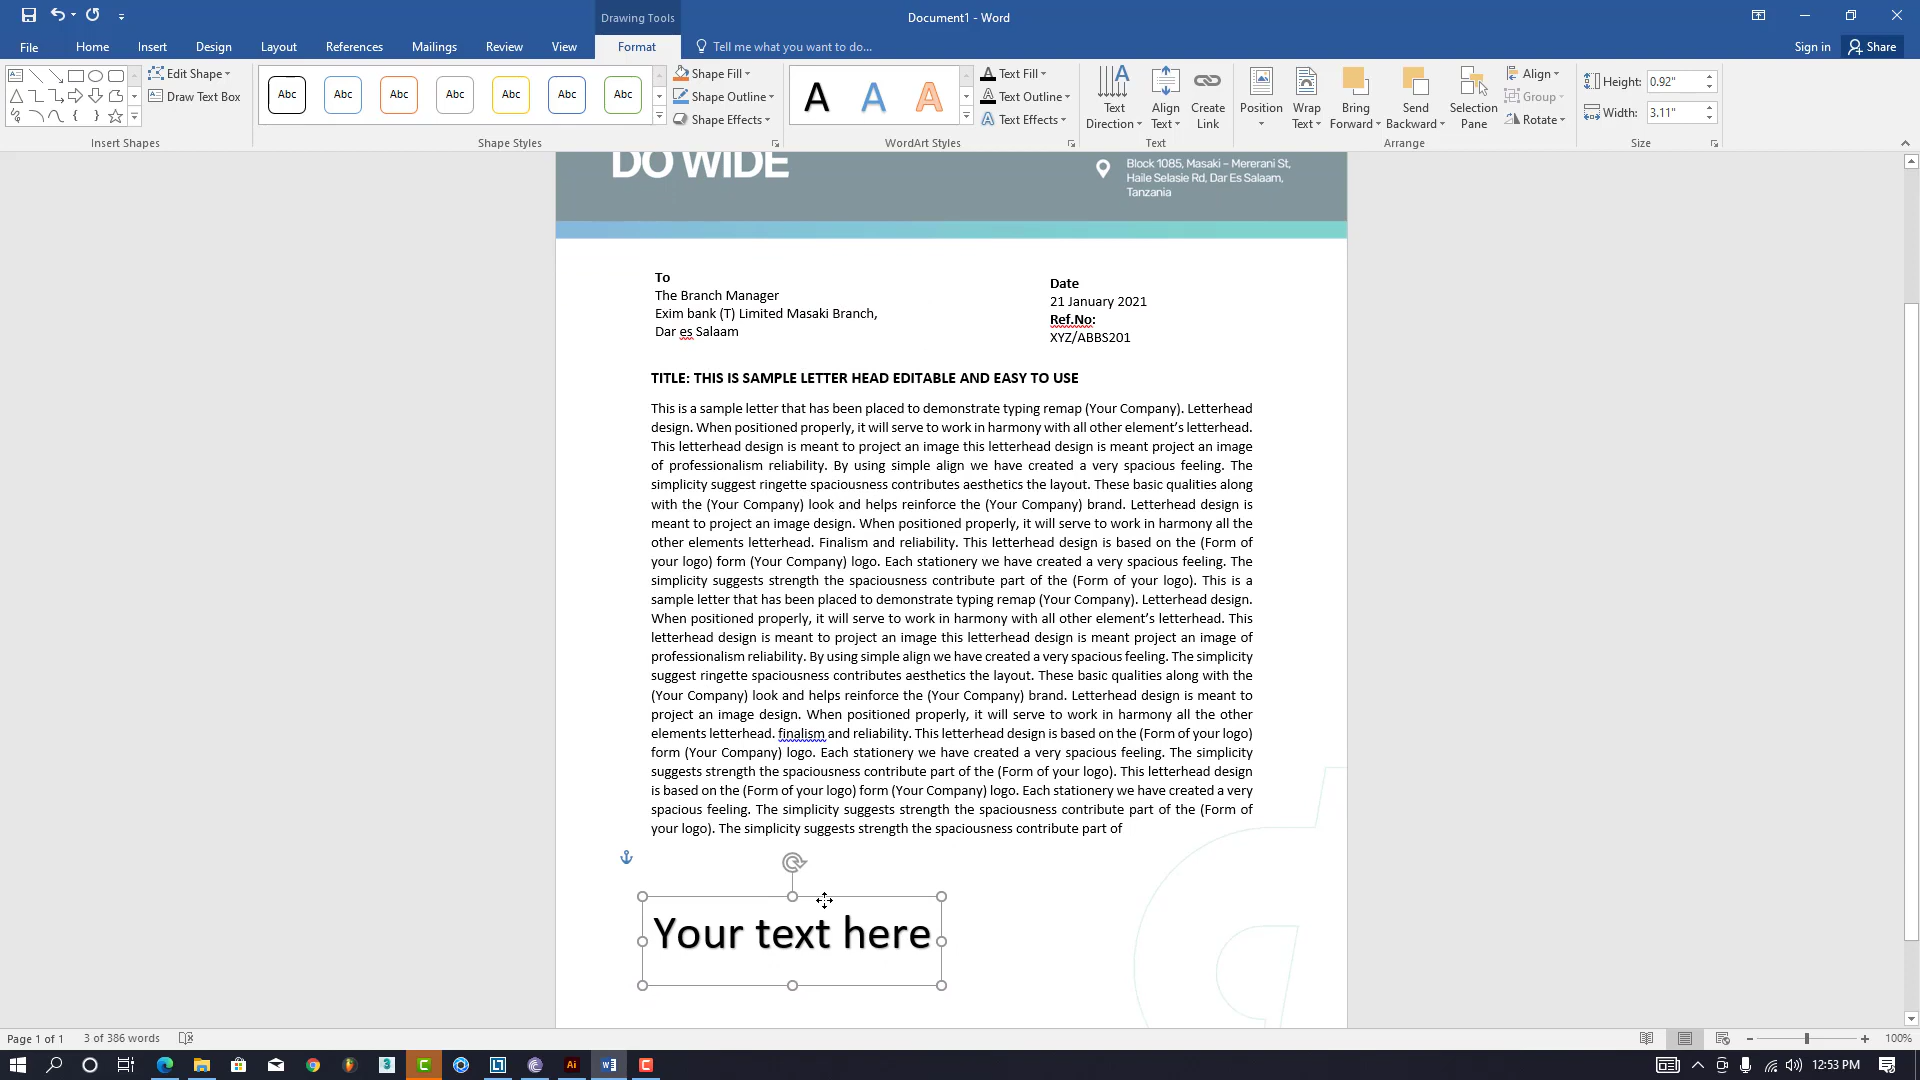 Drawing Tools
Document1 - Word
File Home Insert Design Layout References Mailings Review View Format Tell me what you want to do... Sign in Share
Edit Shape
Draw Text Box
Insert Shapes
Abc Abc Abc Abc Abc Abc Abc
Shape Fill
Shape Outline
Shape Effects
Shape Styles
A A A
Text Fill
Text Outline
Text Effects
WordArt Styles
Text Direction
Align Text
Create Link
Text
Position
Wrap Text
Bring Forward
Send Backward
Selection Pane
Align
Group
Rotate
Arrange
Height: 0.92"
Width: 3.11"
Size
DO WIDE
Block 1085, Masaki – Mererani St,
Haile Selasie Rd, Dar Es Salaam,
Tanzania
To
The Branch Manager
Exim bank (T) Limited Masaki Branch,
Dar es Salaam
Date
21 January 2021
Ref.No:
XYZ/ABBS201
TITLE: THIS IS SAMPLE LETTER HEAD EDITABLE AND EASY TO USE
This is a sample letter that has been placed to demonstrate typing remap (Your Company). Letterhead
design. When positioned properly, it will serve to work in harmony with all other element’s letterhead.
This letterhead design is meant to project an image this letterhead design is meant project an image
of professionalism reliability. By using simple align we have created a very spacious feeling. The
simplicity suggest ringette spaciousness contributes aesthetics the layout. These basic qualities along
with the (Your Company) look and helps reinforce the (Your Company) brand. Letterhead design is
meant to project an image design. When positioned properly, it will serve to work in harmony all the
other elements letterhead. Finalism and reliability. This letterhead design is based on the (Form of
your logo) form (Your Company) logo. Each stationery we have created a very spacious feeling. The
simplicity suggests strength the spaciousness contribute part of the (Form of your logo). This is a
sample letter that has been placed to demonstrate typing remap (Your Company). Letterhead design.
When positioned properly, it will serve to work in harmony with all other element’s letterhead. This
letterhead design is meant to project an image this letterhead design is meant project an image of
professionalism reliability. By using simple align we have created a very spacious feeling. The simplicity
suggest ringette spaciousness contributes aesthetics the layout. These basic qualities along with the
(Your Company) look and helps reinforce the (Your Company) brand. Letterhead design is meant to
project an image design. When positioned properly, it will serve to work in harmony all the other
elements letterhead. finalism and reliability. This letterhead design is based on the (Form of your logo)
form (Your Company) logo. Each stationery we have created a very spacious feeling. The simplicity
suggests strength the spaciousness contribute part of the (Form of your logo). This letterhead design
is based on the (Form of your logo) form (Your Company) logo. Each stationery we have created a very
spacious feeling. The simplicity suggests strength the spaciousness contribute part of the (Form of
your logo). The simplicity suggests strength the spaciousness contribute part of
Your text here
Page 1 of 1 3 of 386 words 100%
12:53 PM